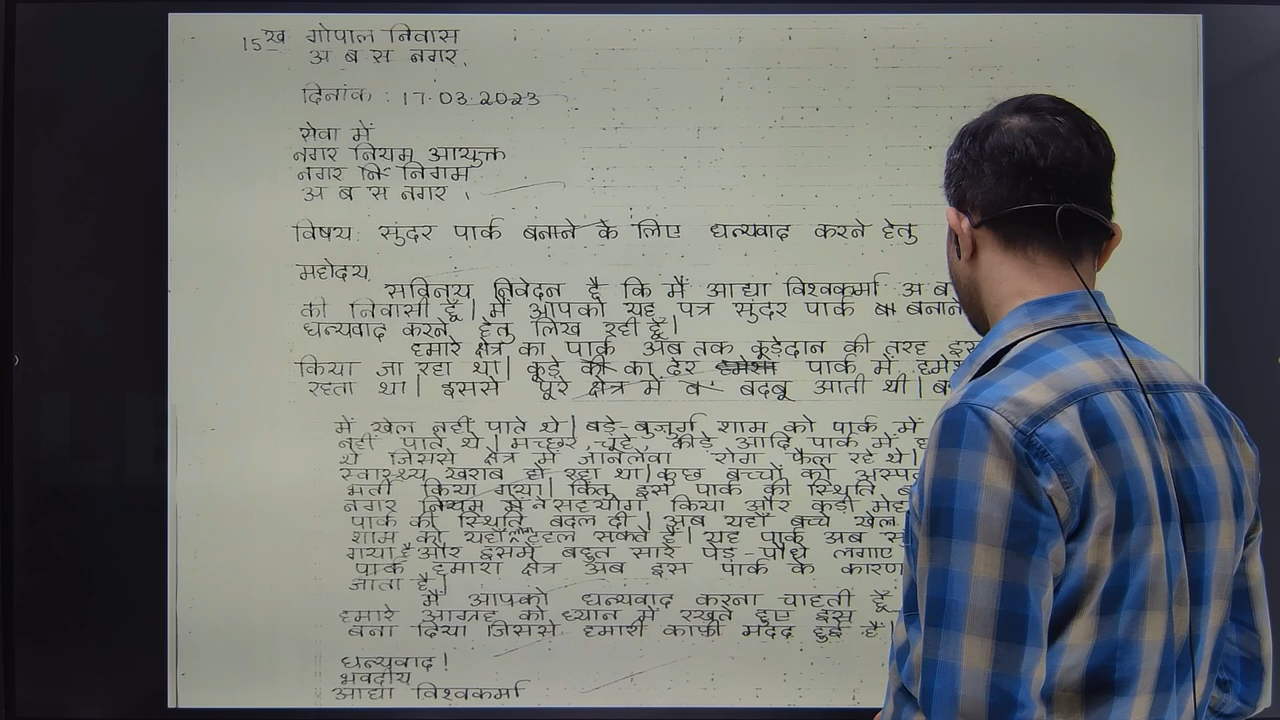 15ख गोपाल निवास
अ ब स नगर,
दिनांक : 17.03.2023
सेवा में
नगर नियम आयुक्त
नगर नि निगम
अ ब स नगर ।
विषय: सुंदर पार्क बनाने के लिए धन्यवाद करने हेतु
महोदय,
सविनय निवेदन है कि मैं आद्या विश्वकर्मा अ ब
की निवासी हूँ। मैं आपको यह पत्र सुंदर पार्क बनाने
धन्यवाद करने हेतु लिख रही हूँ।
हमारे क्षेत्र का पार्क अब तक कूड़ेदान की तरह इस
किया जा रहा था। कूड़े की का ढेर हमेसा पार्क में हमेश
रहता था। इससे पूरे क्षेत्र में ब बदबू आती थी। ब
में खेल नहीं पाते थे। बड़े-बुजुर्ग शाम को पार्क में
नहीं पाते थे। मच्छर, चूहे, कीड़े आदि पार्क में
थे जिससे क्षेत्र में जानलेवा रोग फैल रहे थे।
स्वास्थ्य खराब हो रहा था। कुछ बच्चों को अस्पत
भर्ती किया गया। किंतु इस पार्क की स्थिति ब
नगर नियम में ने सहयोग किया और कड़ी मेह
पार्क की स्थिति बदल दी। अब यहाँ बच्चे खेल
शाम को यहाँ टहल सकते हैं। यह पार्क अब सु
गया है और इसमें बहुत सारे पेड़-पौधे लगाए
पार्क हमारा क्षेत्र अब इस पार्क के कारण
जाता है।
मैं आपको धन्यवाद करना चाहती हूँ
हमारे आग्रह को ध्यान में रखते हुए इस
बना दिया जिससे हमारी काफी मदद हुई है।
धन्यवाद!
भवदीय
आद्या विश्वकर्मा